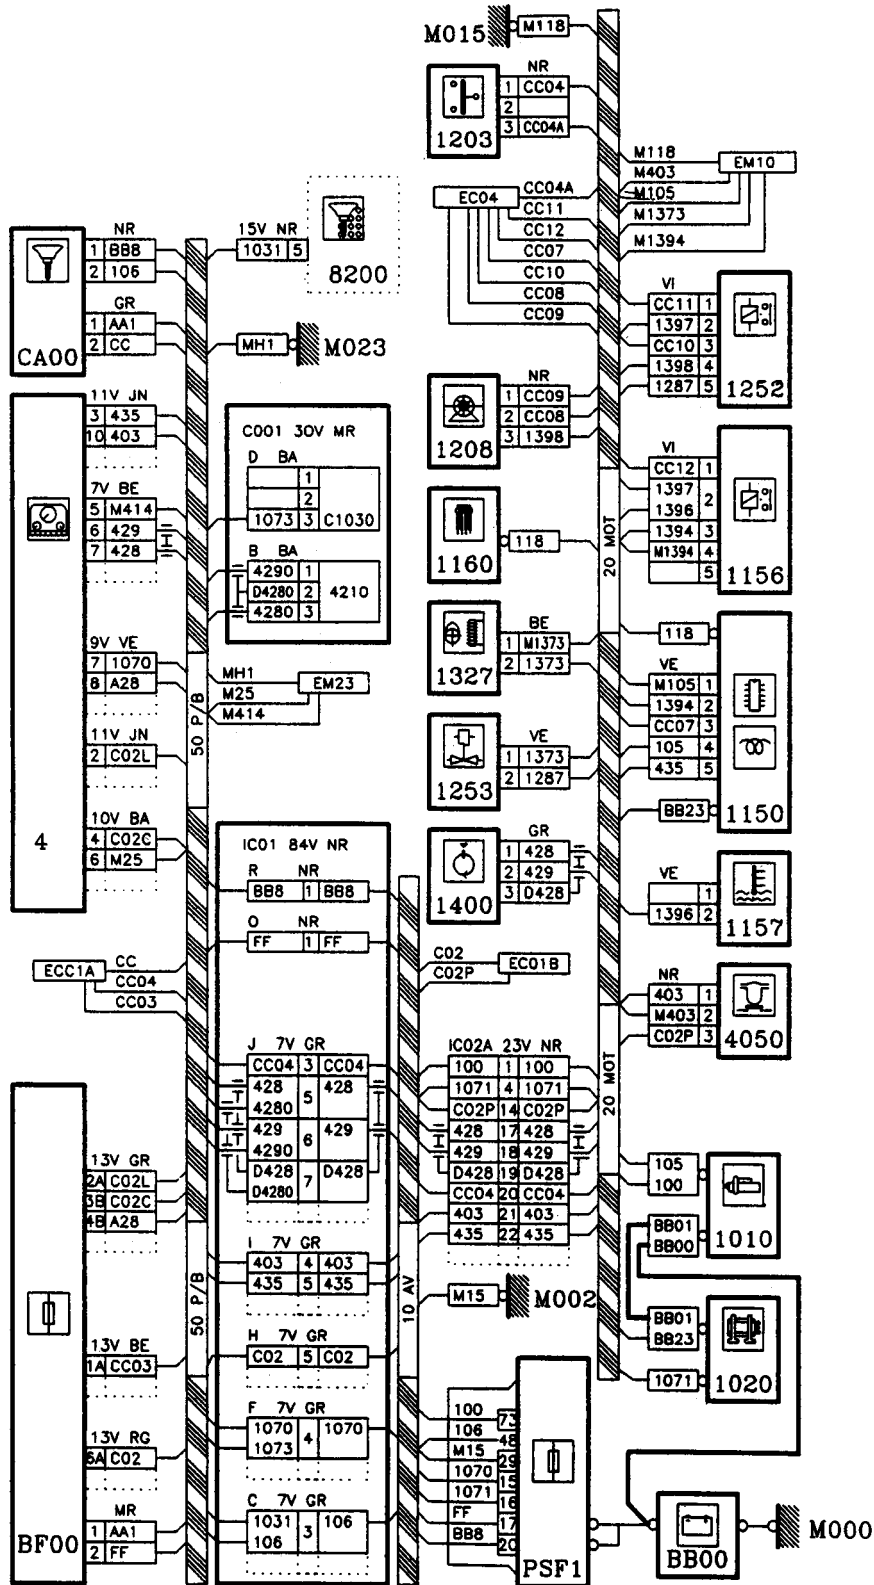 M015 M118
NR
1 CC04
2
3 CC04A
1203
M118
EM10
M403
M105
M1373
M1394
EC04
CC04A
CC11
CC12
CC07
CC10
CC08
CC09
15V NR
1031 5
8200
NR
1 BB8
2 106
GR
1 AA1
2 CC
CA00
MH1 M023
VI
CC11 1
1397 2
CC10 3
1398 4
1287 5
1252
NR
1 CC09
2 CC08
3 1398
1208
11V JN
3 435
10 403
7V BE
5 M414
6 429
7 428
9V VE
7 1070
8 A28
11V JN
2 C02L
10V BA
4 C02C
6 M25
4
C001 30V MR
D BA
1
2
1073 3 C1030
B BA
4290 1
D4280 2 4210
4280 3
VI
CC12 1
1397
1396 2
1394 3
M1394 4
5
1156
20 MOT
1160
118
BE
1 M1373
2 1373
1327
118
VE
M105 1
1394 2
CC07 3
105 4
435 5
BB23
1150
50 P/B
MH1
M25
M414
EM23
VE
1 1373
2 1287
1253
GR
1 428
2 429
3 D428
1400
VE
1
1396 2
1157
IC01 84V NR
R NR
BB8 1 BB8
O NR
FF 1 FF
J 7V GR
CC04 3 CC04
428 5 428
4280
429 6 429
4290
D428 7 D428
D4280
I 7V GR
403 4 403
435 5 435
H 7V GR
C02 5 C02
F 7V GR
1070 4 1070
1073
C 7V GR
1031 3 106
106
ECC1A
CC
CC04
CC03
C02
C02P
EC01B
NR
403 1
M403 2
C02P 3
4050
IC02A 23V NR
100 1 100
1071 4 1071
C02P 14 C02P
428 17 428
429 18 429
D428 19 D428
CC04 20 CC04
403 21 403
435 22 435
20 MOT
13V GR
2A C02L
3B C02C
4B A28
13V BE
1A CC03
13V RG
6A C02
MR
1 AA1
2 FF
BF00
50 P/B
10 AV
105
100
BB01
BB00
1010
M15 M002
BB01
BB23
1071
1020
100 73
106 48
M15 29
1070 15
1071 16
FF 17
BB8 20
PSF1
BB00
M000